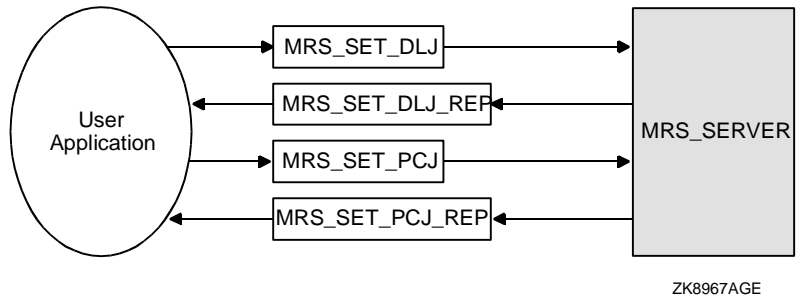 MRS_SET_DLJ
MRS_SET_DLJ_REP
User
Application
MRS_SERVER
MRS_SET_PCJ
MRS_SET_PCJ_REP
ZK8967AGE